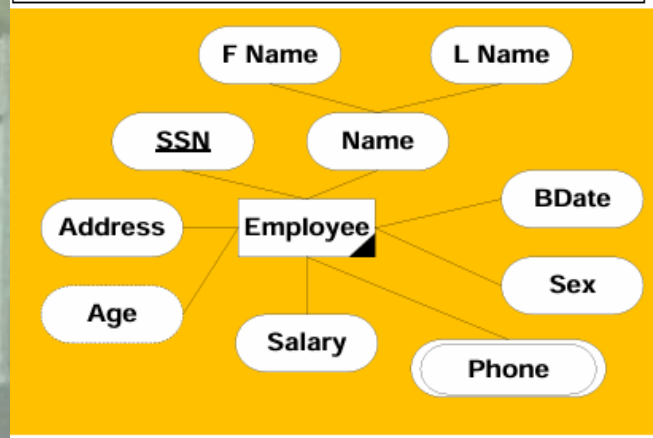 F Name
L Name
SSN
Name
BDate
Address
Employee
Sex
Age
Salary
Phone